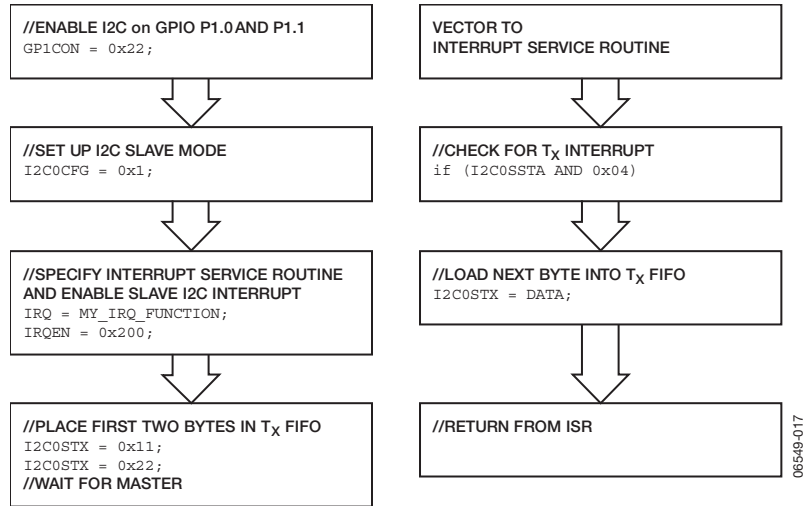 //ENABLE I2C on GPIO P1.0 AND P1.1
GP1CON = 0x22;
//SET UP I2C SLAVE MODE
I2C0CFG = 0x1;
//SPECIFY INTERRUPT SERVICE ROUTINE
AND ENABLE SLAVE I2C INTERRUPT
IRQ = MY_IRQ_FUNCTION;
IRQEN = 0x200;
//PLACE FIRST TWO BYTES IN TX FIFO
I2C0STX = 0x11;
I2C0STX = 0x22;
//WAIT FOR MASTER
VECTOR TO
INTERRUPT SERVICE ROUTINE
//CHECK FOR TX INTERRUPT
if (I2C0SSTA AND 0x04)
//LOAD NEXT BYTE INTO TX FIFO
I2C0STX = DATA;
//RETURN FROM ISR
06549-017